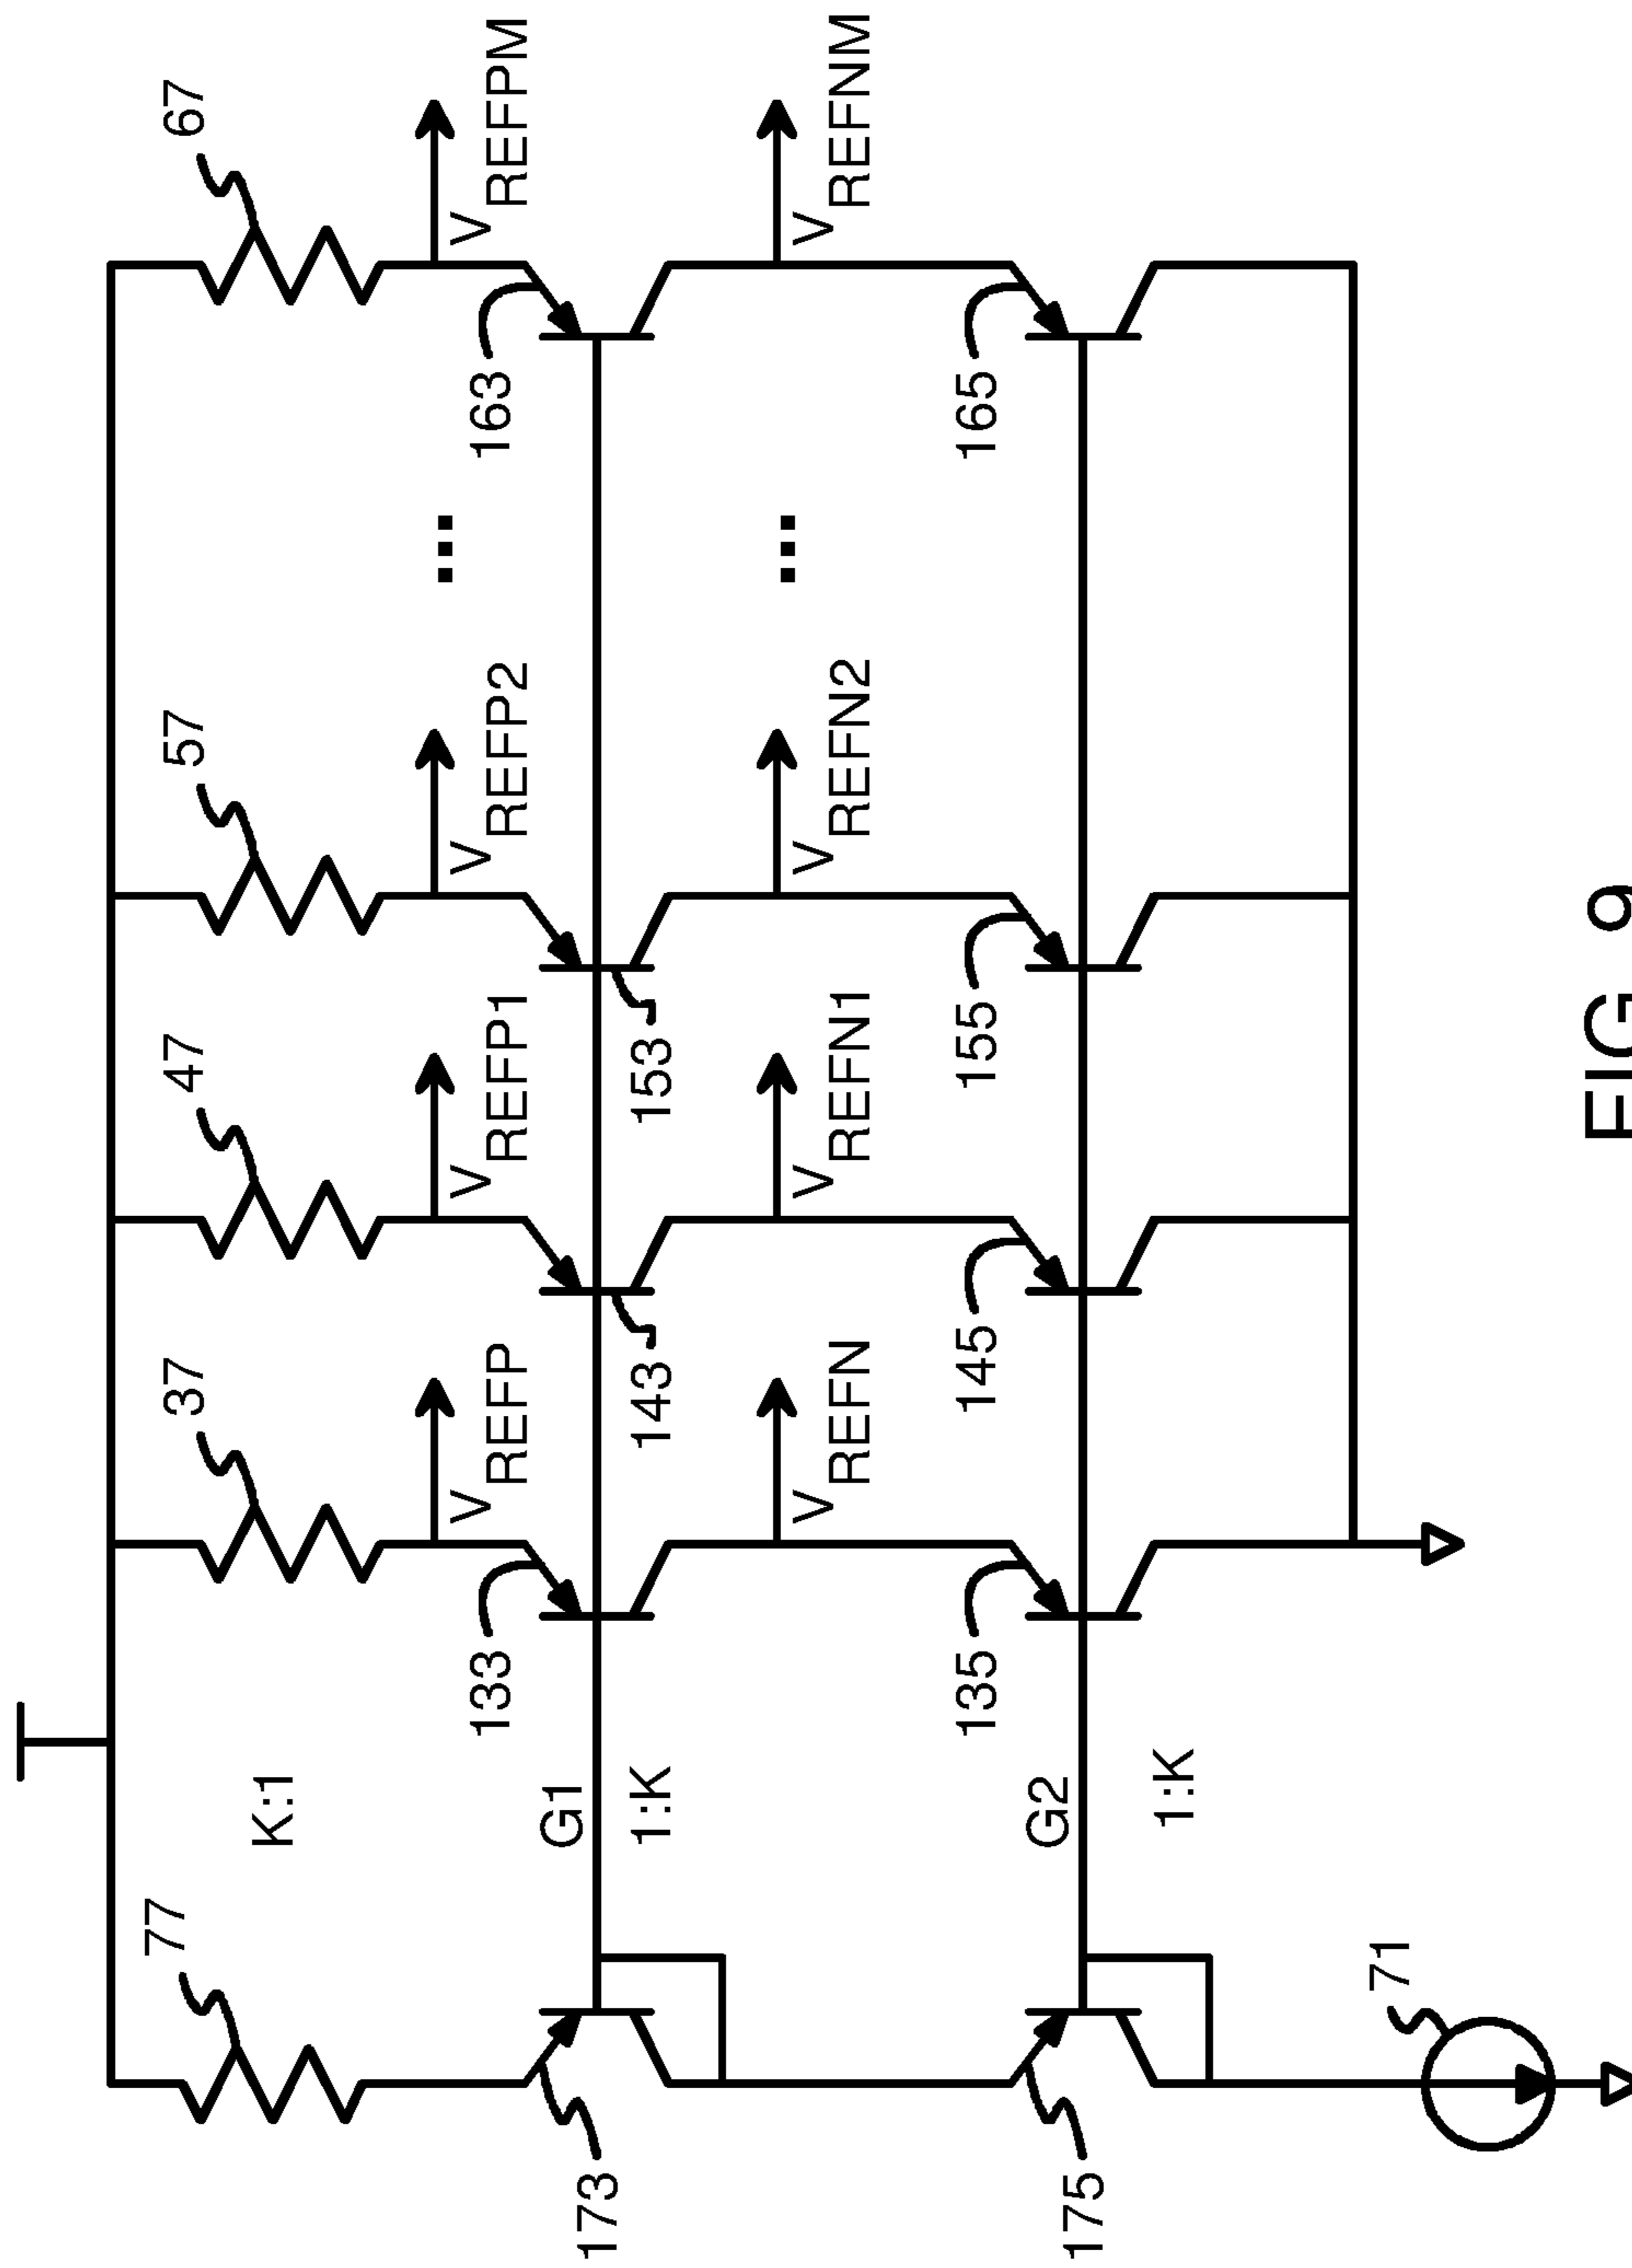 77
37
47
57
67
K:1
VREFP
VREFP1
VREFP2
...
VREFPM
133
163
G1
173
1:K
143
153
VREFN
VREFN1
VREFN2
...
VREFNM
135
145
155
165
G2
175
1:K
71
FIG 9